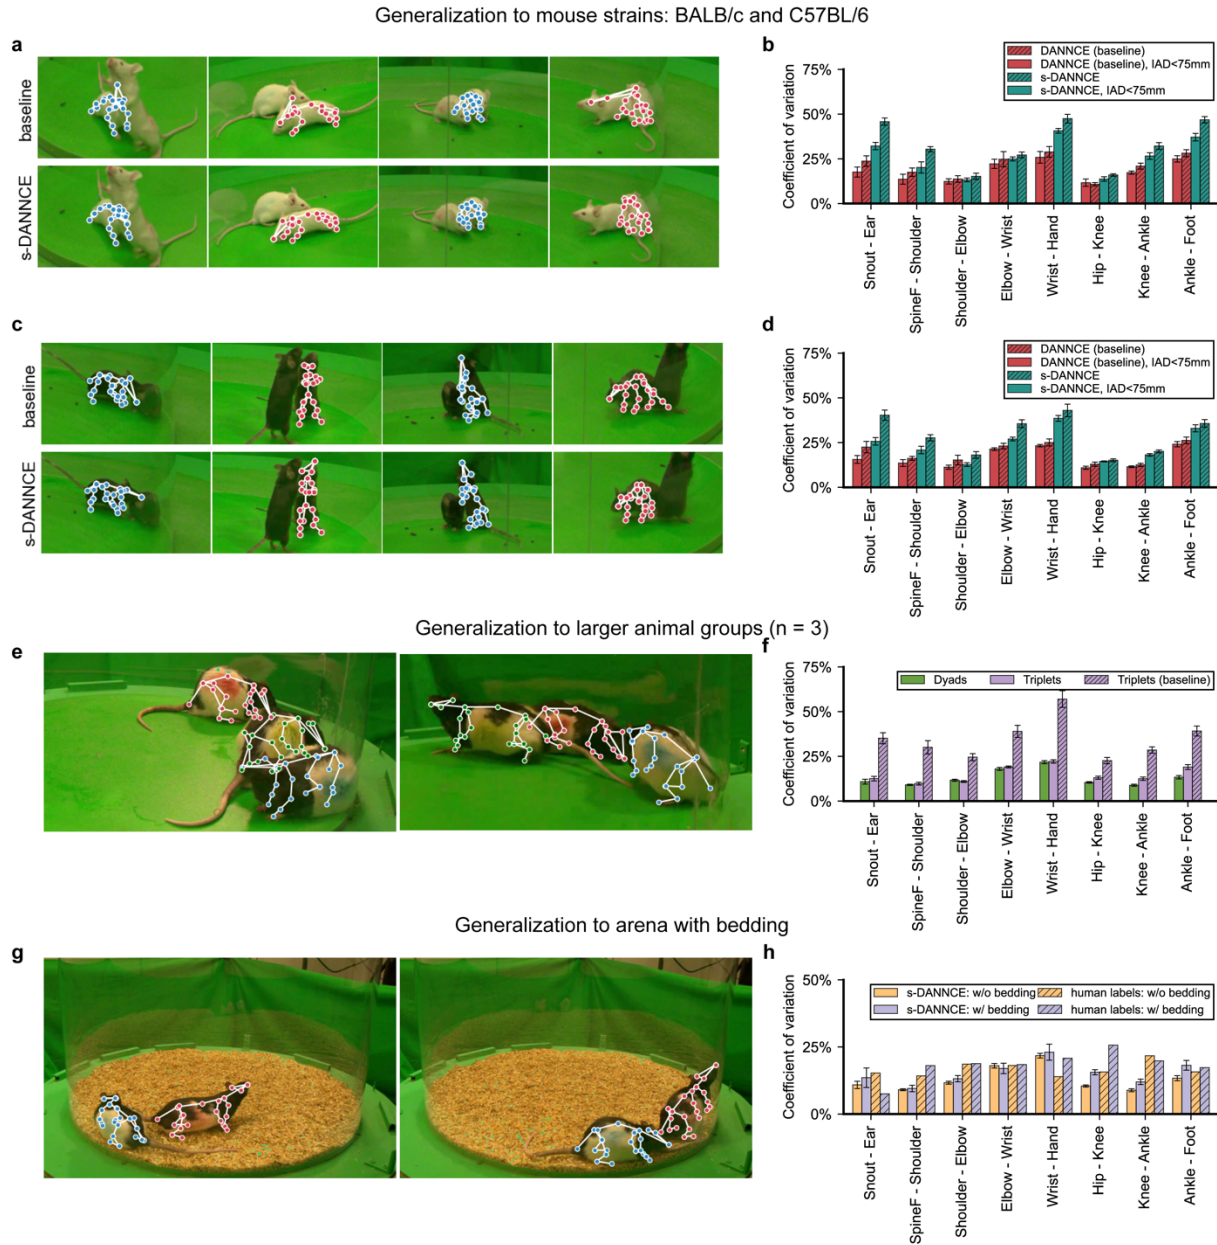 Generalization to mouse strains: BALB/c and C57BL/6
a
baseline
s-DANNCE
b
Coefficient of variation
75%
50%
25%
0%
DANNCE (baseline)
DANNCE (baseline), IAD<75mm
s-DANNCE
s-DANNCE, IAD<75mm
Snout - Ear
SpineF - Shoulder
Shoulder - Elbow
Elbow - Wrist
Wrist - Hand
Hip - Knee
Knee - Ankle
Ankle - Foot
c
baseline
s-DANNCE
d
Coefficient of variation
75%
50%
25%
0%
DANNCE (baseline)
DANNCE (baseline), IAD<75mm
s-DANNCE
s-DANNCE, IAD<75mm
Snout - Ear
SpineF - Shoulder
Shoulder - Elbow
Elbow - Wrist
Wrist - Hand
Hip - Knee
Knee - Ankle
Ankle - Foot
Generalization to larger animal groups (n = 3)
e
f
Coefficient of variation
75%
50%
25%
0%
Dyads
Triplets
Triplets (baseline)
Snout - Ear
SpineF - Shoulder
Shoulder - Elbow
Elbow - Wrist
Wrist - Hand
Hip - Knee
Knee - Ankle
Ankle - Foot
Generalization to arena with bedding
g
h
Coefficient of variation
50%
25%
0%
s-DANNCE: w/o bedding
human labels: w/o bedding
s-DANNCE: w/ bedding
human labels: w/ bedding
Snout - Ear
SpineF - Shoulder
Shoulder - Elbow
Elbow - Wrist
Wrist - Hand
Hip - Knee
Knee - Ankle
Ankle - Foot